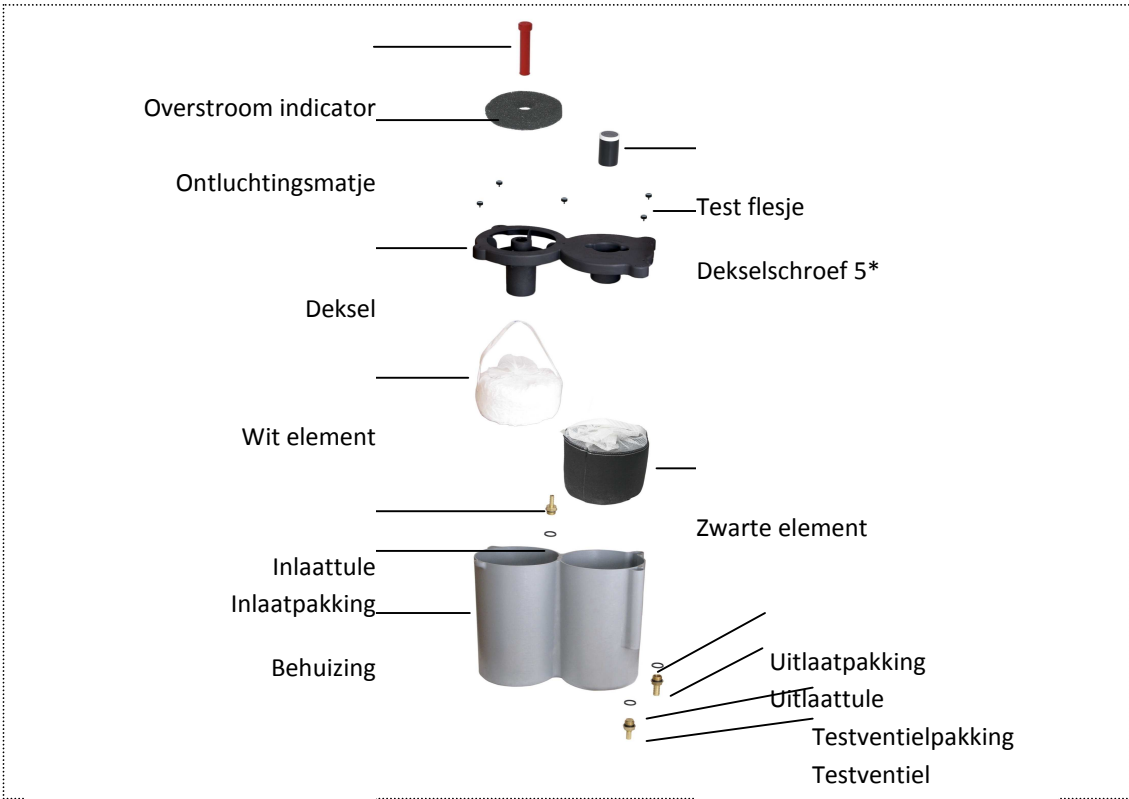 Overstroom indicator
Ontluchtingsmatje
Test flesje
Dekselschroef 5*
Deksel
Wit element
Zwarte element
Inlaattule
Inlaatpakking
Behuizing
Uitlaatpakking
Uitlaattule
Testventielpakking
Testventiel